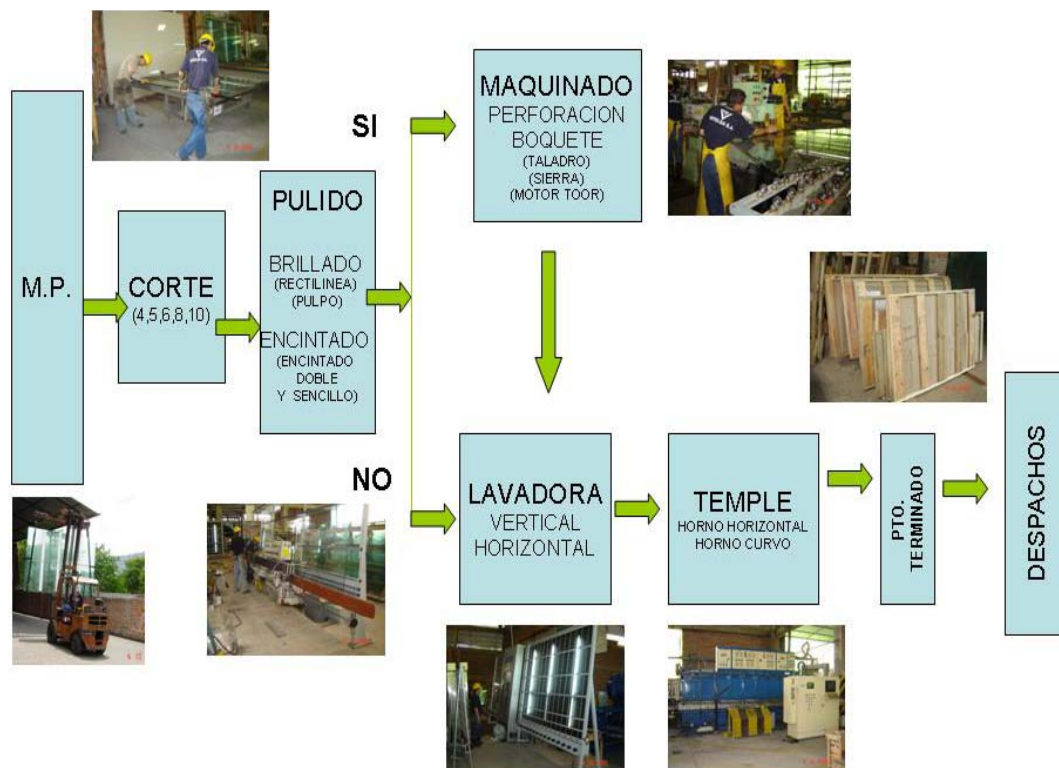 M.P.
CORTE
(4,5,6,8,10)
PULIDO
BRILLADO
(RECTILINEA)
(PULPO)
ENCINTADO
(ENCINTADO
DOBLE
Y SENCILLO)
SI
MAQUINADO
PERFORACION
BOQUETE
(TALADRO)
(SIERRA)
(MOTOR TOOR)
NO
LAVADORA
VERTICAL
HORIZONTAL
TEMPLE
HORNO HORIZONTAL
HORNO CURVO
PTO.
TERMINADO
DESPACHOS